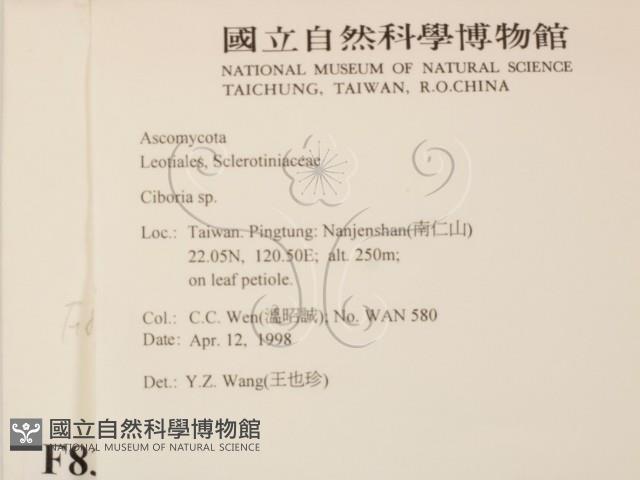 國立自然科學博物館
NATIONAL MUSEUM OF NATURAL SCIENCE
TAICHUNG, TAIWAN, R.O.CHINA
Ascomycota
Leotiales, Sclerotiniaceae
Ciboria sp.
Loc.: Taiwan. Pingtung: Nanjenshan(南仁山)
22.05N, 120.50E; alt. 250m;
on leaf petiole.
Col.: C.C. Wen(溫昭誠); No. WAN 580
Date: Apr. 12, 1998
Det.: Y.Z. Wang(王也珍)
國立自然科學博物館
NATIONAL MUSEUM OF NATURAL SCIENCE
F8.